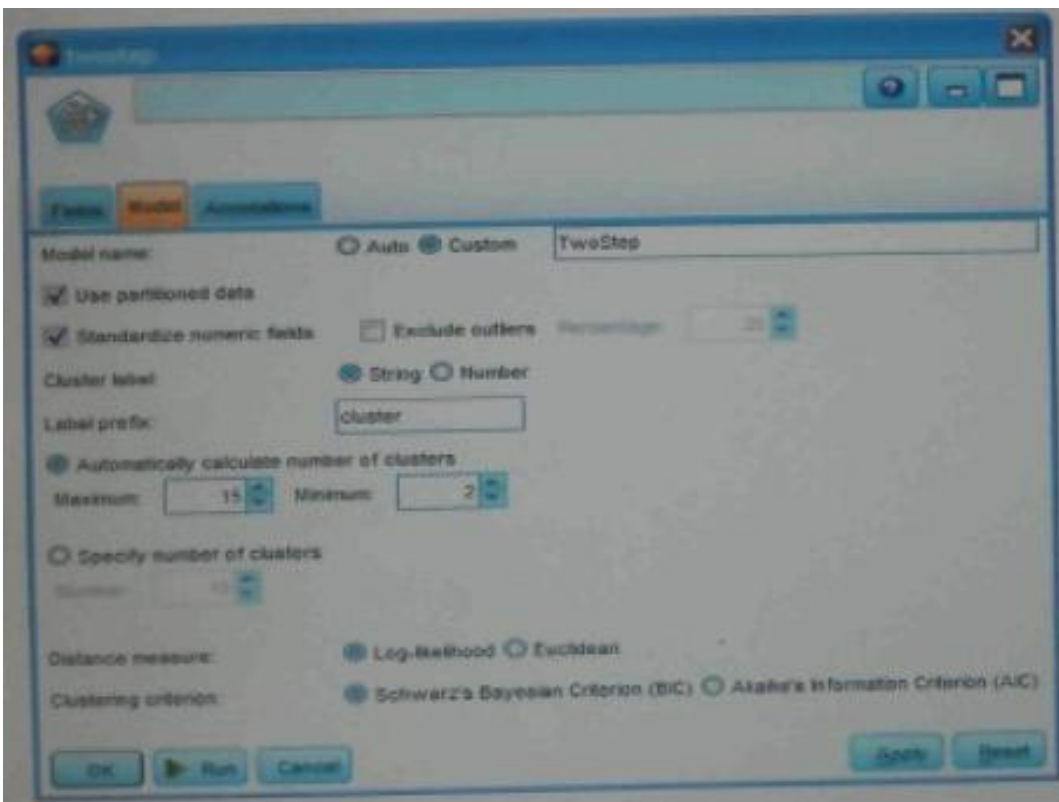 twostep
Fields Model Annotations
Model name: Auto Custom TwoStep
Use partitioned data
Standardize numeric fields Exclude outliers Percentage:
Cluster label: String Number
Label prefix: cluster
Automatically calculate number of clusters
Maximum: 15 Minimum: 2
Specify number of clusters
Number:
Distance measure: Log-likelihood Euclidean
Clustering criterion: Schwarz's Bayesian Criterion (BIC) Akaike's Information Criterion (AIC)
OK Run Cancel Apply Reset